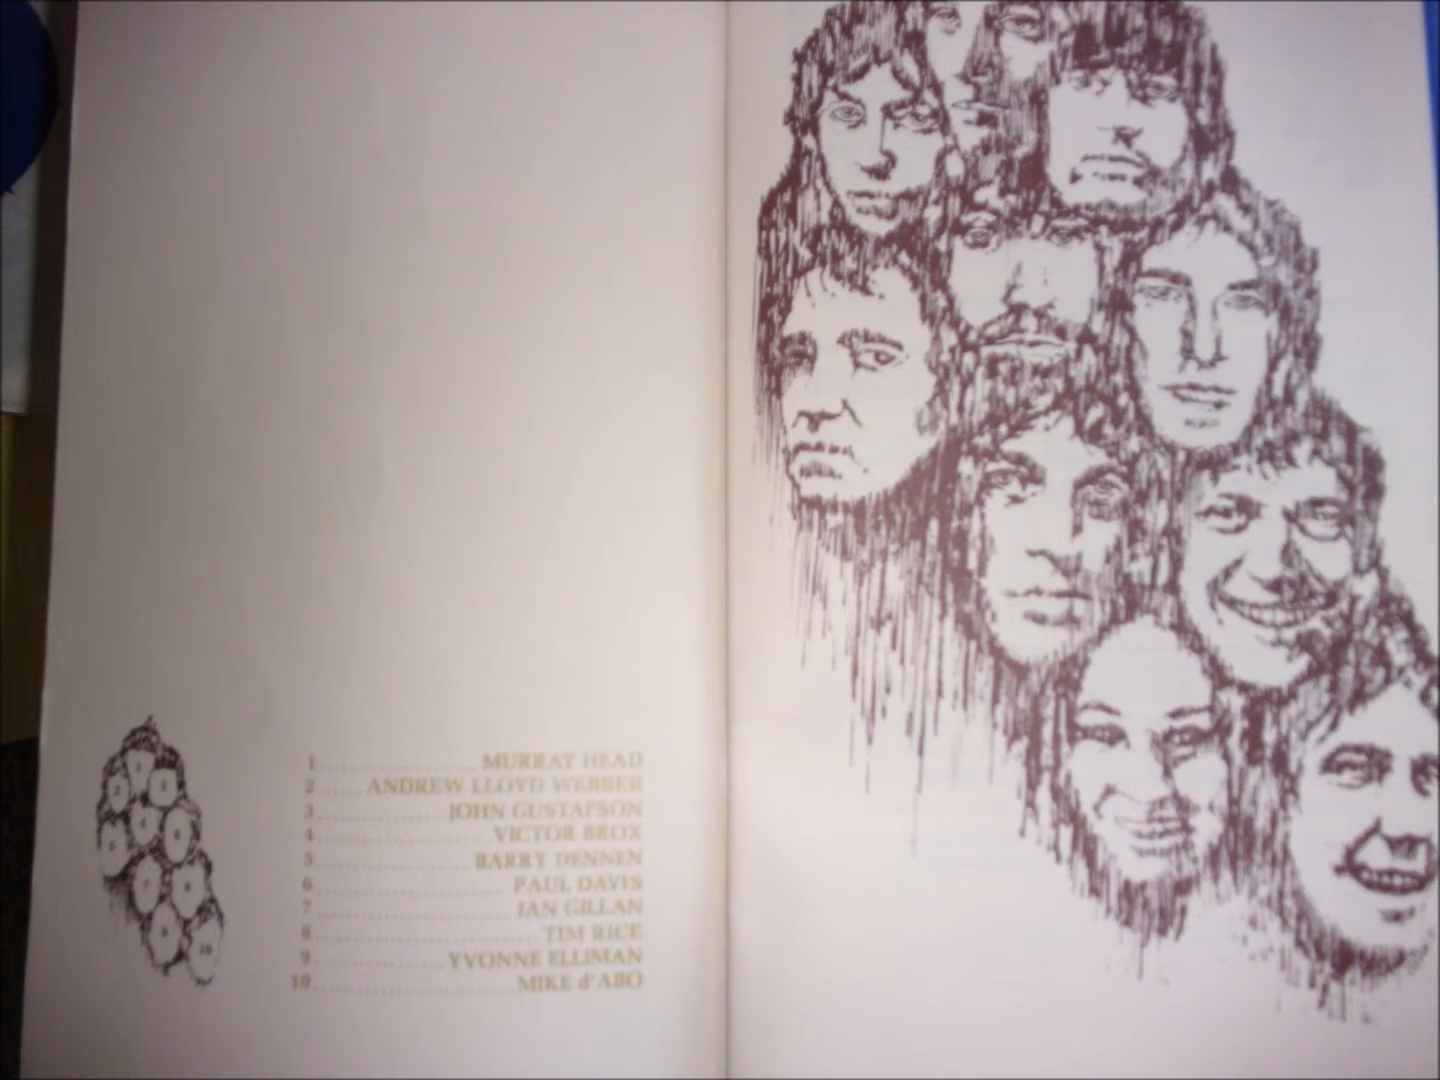 1 MURRAY HEAD
2 ANDREW LLOYD WEBBER
3 JOHN GUSTAFSON
4 VICTOR BROX
5 BARRY DENNEN
6 PAUL DAVIS
7 IAN GILLAN
8 TIM RICE
9 YVONNE ELLIMAN
10 MIKE d'ABO